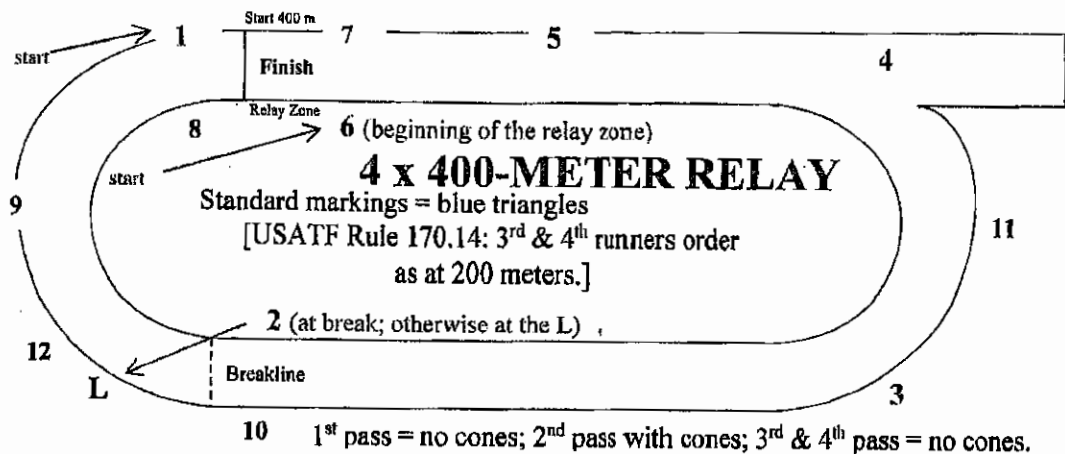 Start 400 m
start 1 7 5 4
Finish
Relay Zone
8 6 (beginning of the relay zone)
start 4 x 400-METER RELAY
9 Standard markings = blue triangles
[USATF Rule 170.14: 3rd & 4th runners order 11
as at 200 meters.]
2 (at break; otherwise at the L)
12
L Breakline 3
10 1st pass = no cones; 2nd pass with cones; 3rd & 4th pass = no cones.